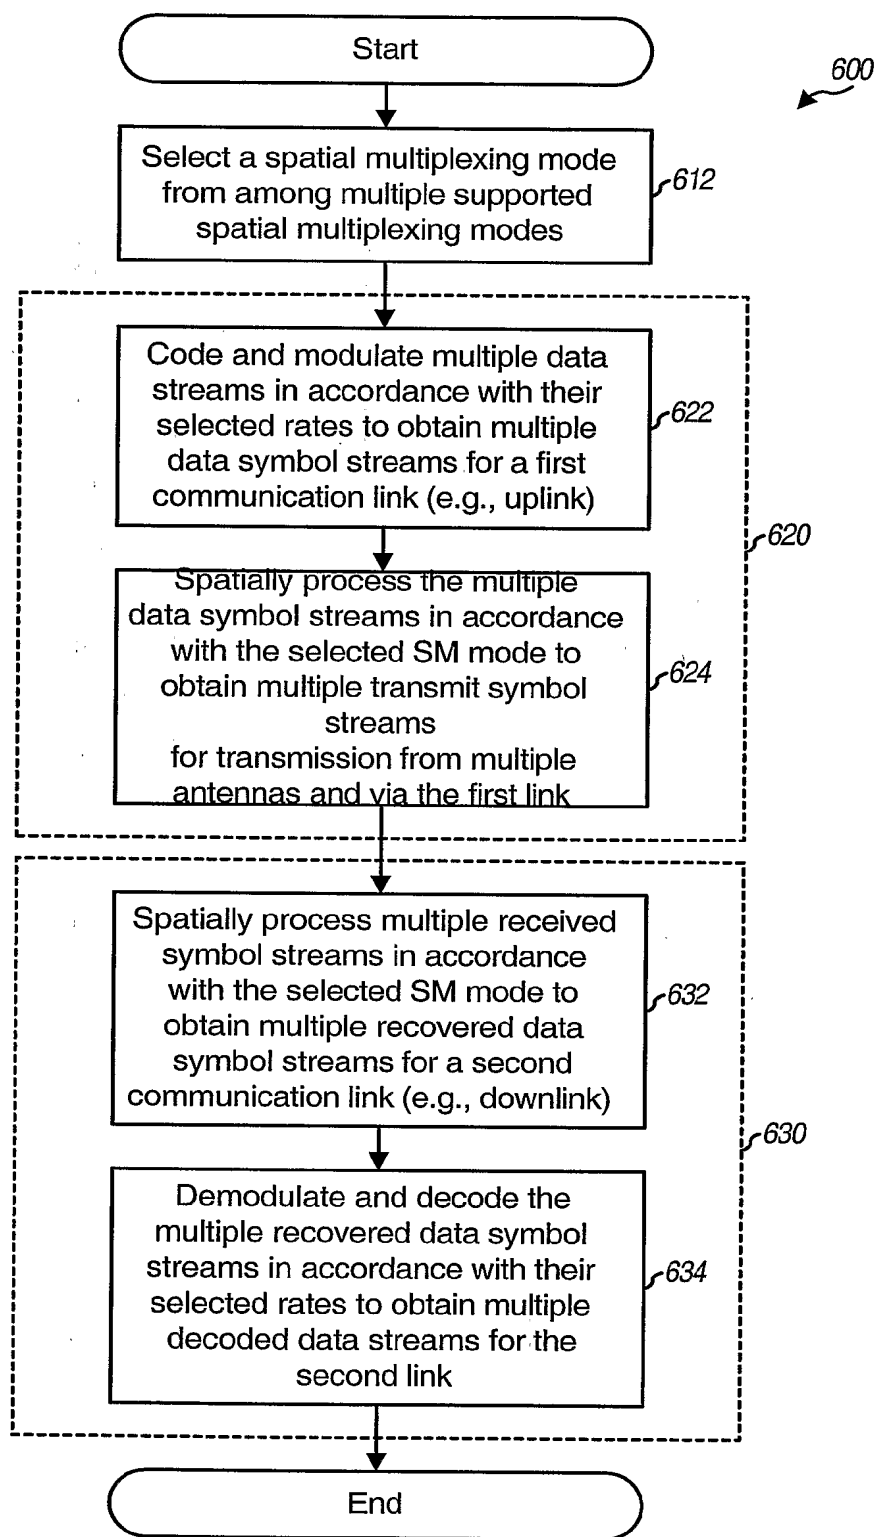 Start
600
Select a spatial multiplexing mode
from among multiple supported
spatial multiplexing modes
612
Code and modulate multiple data
streams in accordance with their
selected rates to obtain multiple
data symbol streams for a first
communication link (e.g., uplink)
622
620
Spatially process the multiple
data symbol streams in accordance
with the selected SM mode to
obtain multiple transmit symbol
streams
for transmission from multiple
antennas and via the first link
624
Spatially process multiple received
symbol streams in accordance
with the selected SM mode to
obtain multiple recovered data
symbol streams for a second
communication link (e.g., downlink)
632
630
Demodulate and decode the
multiple recovered data symbol
streams in accordance with their
selected rates to obtain multiple
decoded data streams for the
second link
634
End